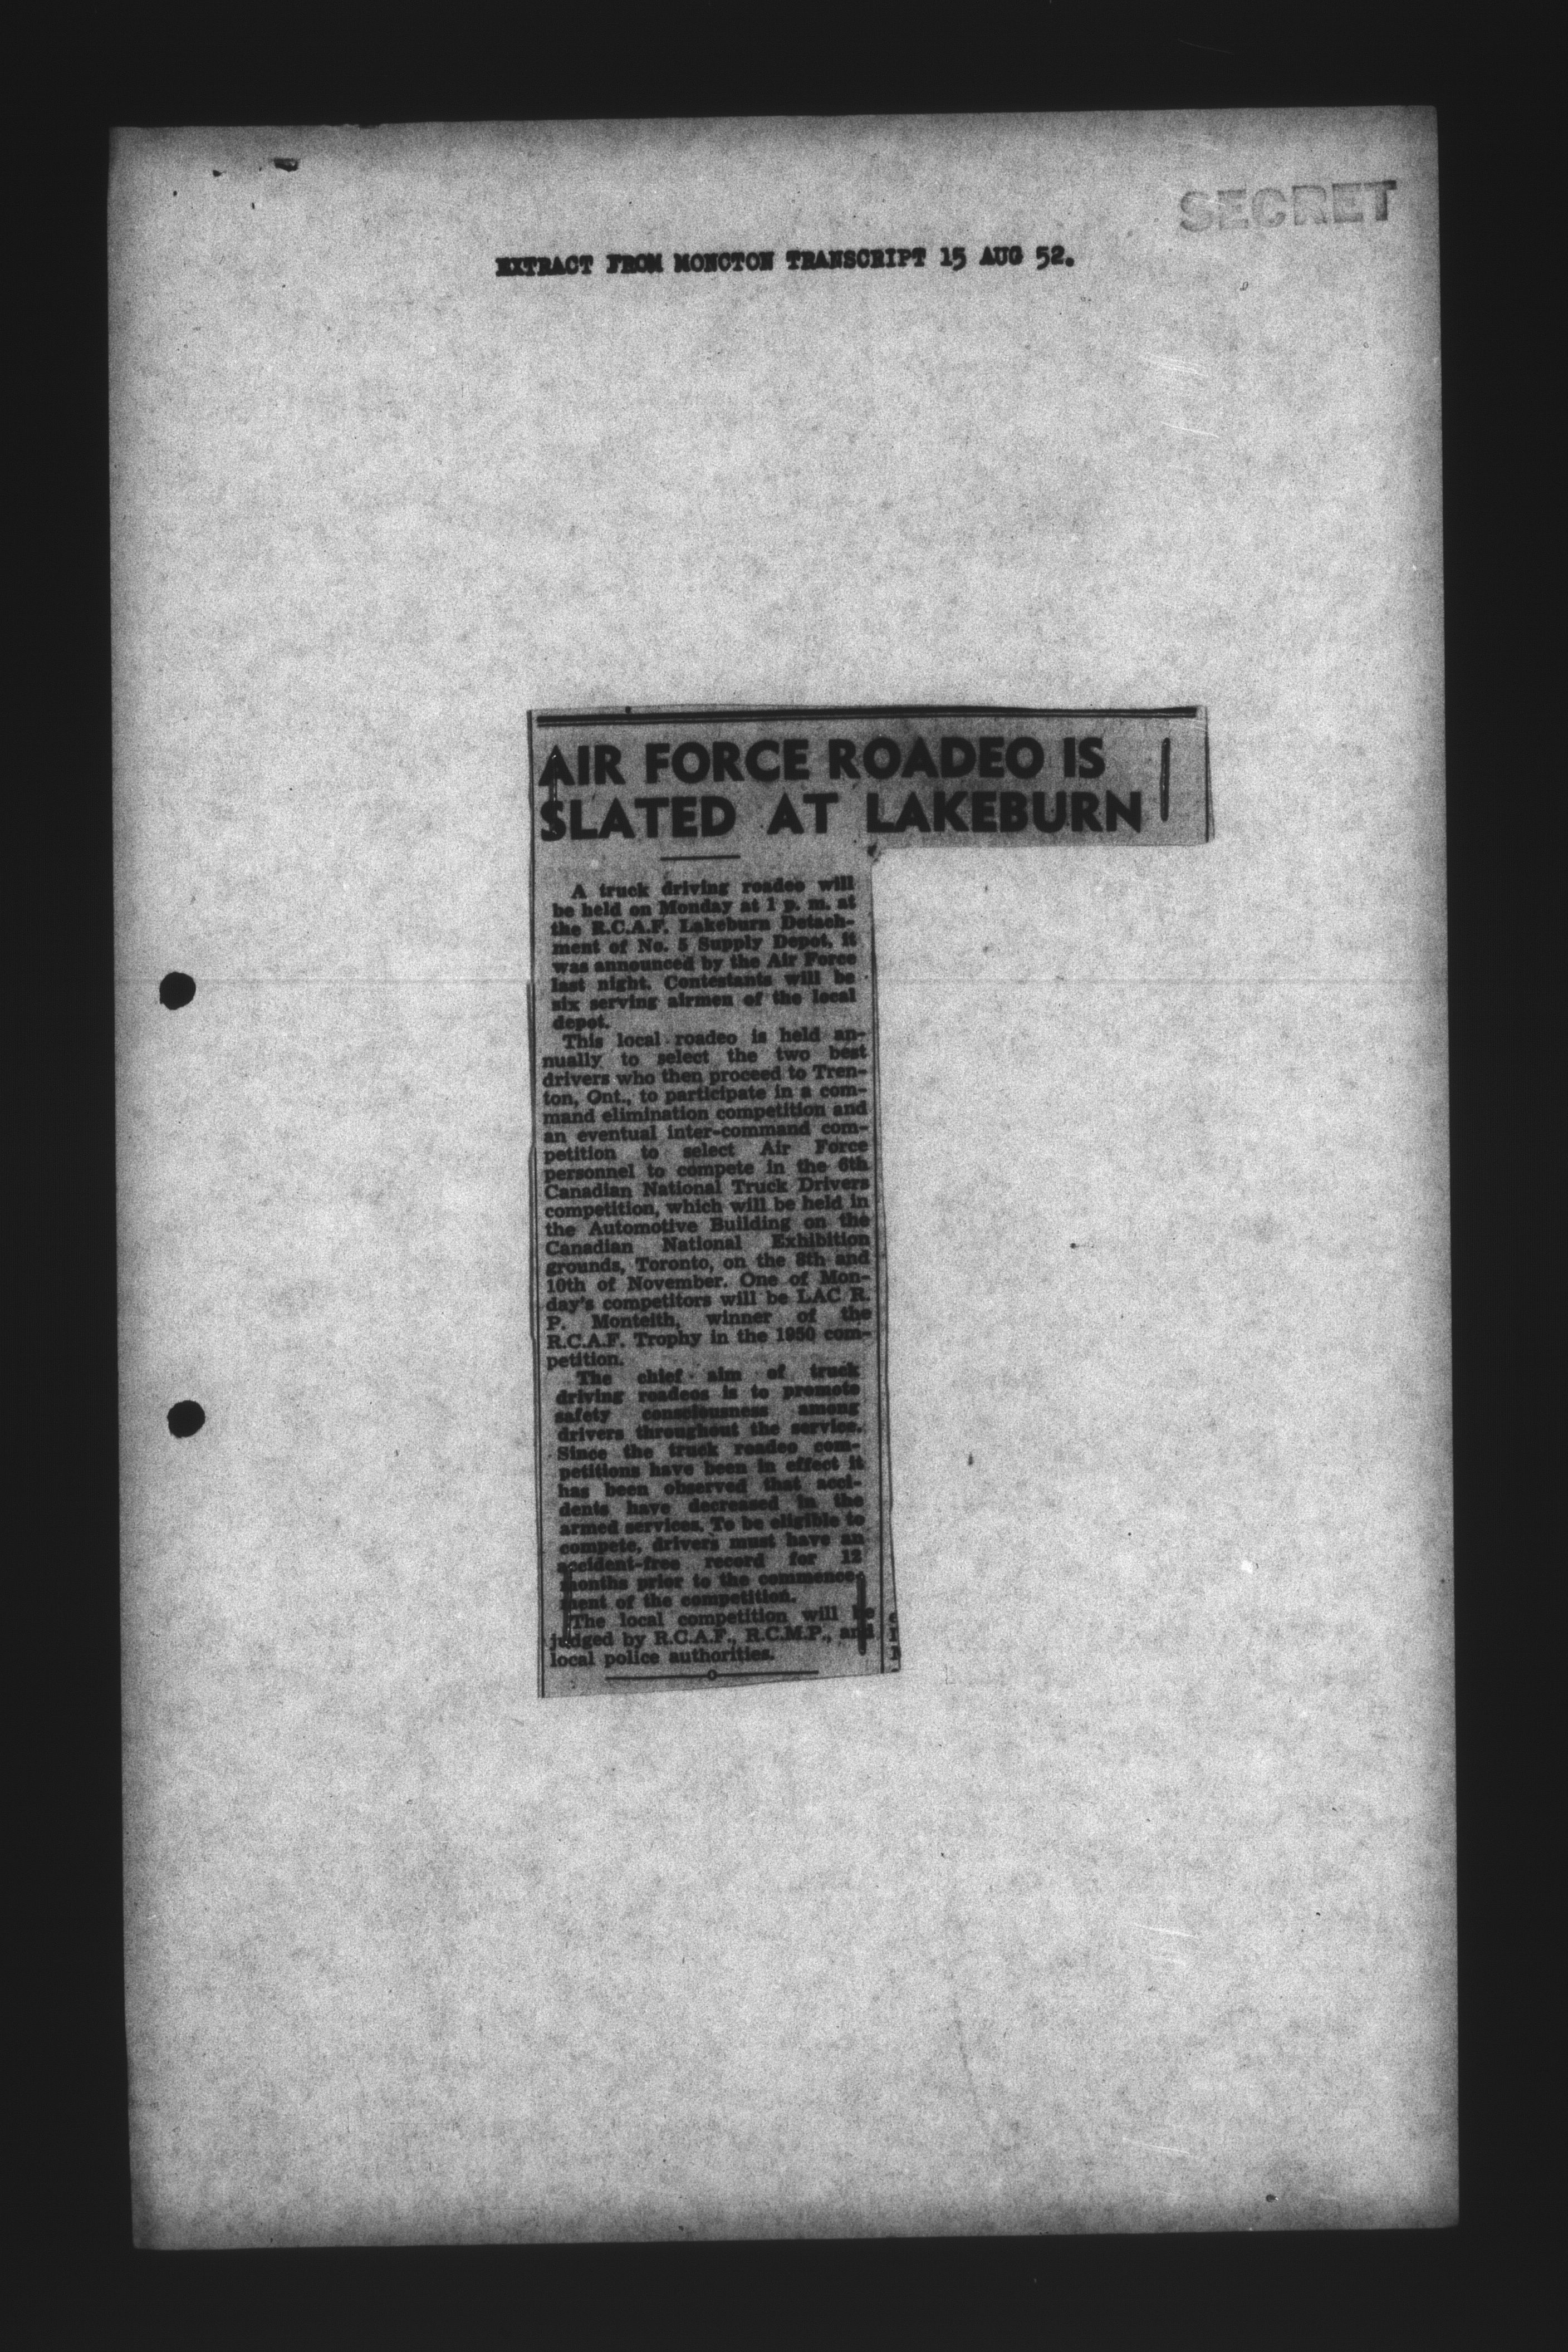 SECRET
EXTRACT FROM MONCTON TRANSCRIPT 15 AUG 52.
AIR FORCE ROADEO IS
SLATED AT LAKEBURN
A truck driving roadeo will
be held on Monday at 1 p. m. at
the R.C.A.F. Lakeburn Detach-
ment of No. 5 Supply Depot, it
was announced by the Air Force
last night. Contestants will be
six serving airmen of the local
depot.
This local roadeo is held an-
nually to select the two best
drivers who then proceed to Tren-
ton, Ont., to participate in a com-
mand elimination competition and
an eventual inter-command com-
petition to select Air Force
personnel to compete in the 6th
Canadian National Truck Drivers
competition, which will be held in
the Automotive Building on the
Canadian National Exhibition
grounds, Toronto, on the 8th and
10th of November. One of Mon-
day's competitors will be LAC R.
P. Monteith, winner of the
R.C.A.F. Trophy in the 1950 com-
petition.
The chief aim of truck
driving roadeos is to promote
safety consciousness among
drivers throughout the service.
Since the truck roadeo com-
petitions have been in effect it
has been observed that acci-
dents have decreased in the
armed services. To be eligible to
compete, drivers must have an
accident-free record for 12
months prior to the commence-
ment of the competition.
The local competition will be
judged by R.C.A.F., R.C.M.P., and
local police authorities.